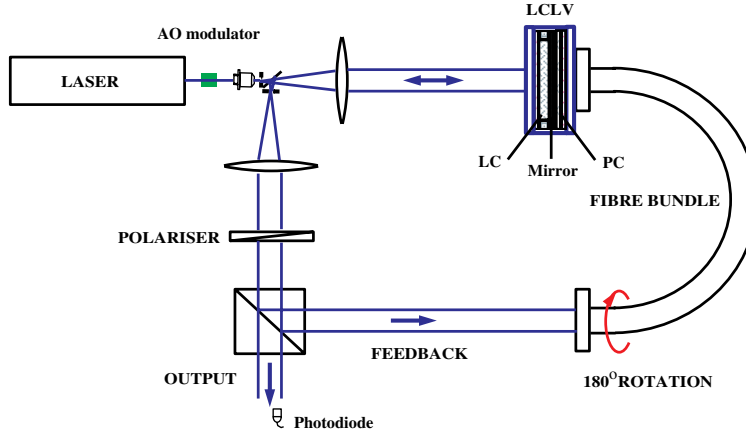 LCLV
AO modulator
LASER
LC
Mirror
PC
FIBRE BUNDLE
POLARISER
FEEDBACK
OUTPUT
180°ROTATION
Photodiode